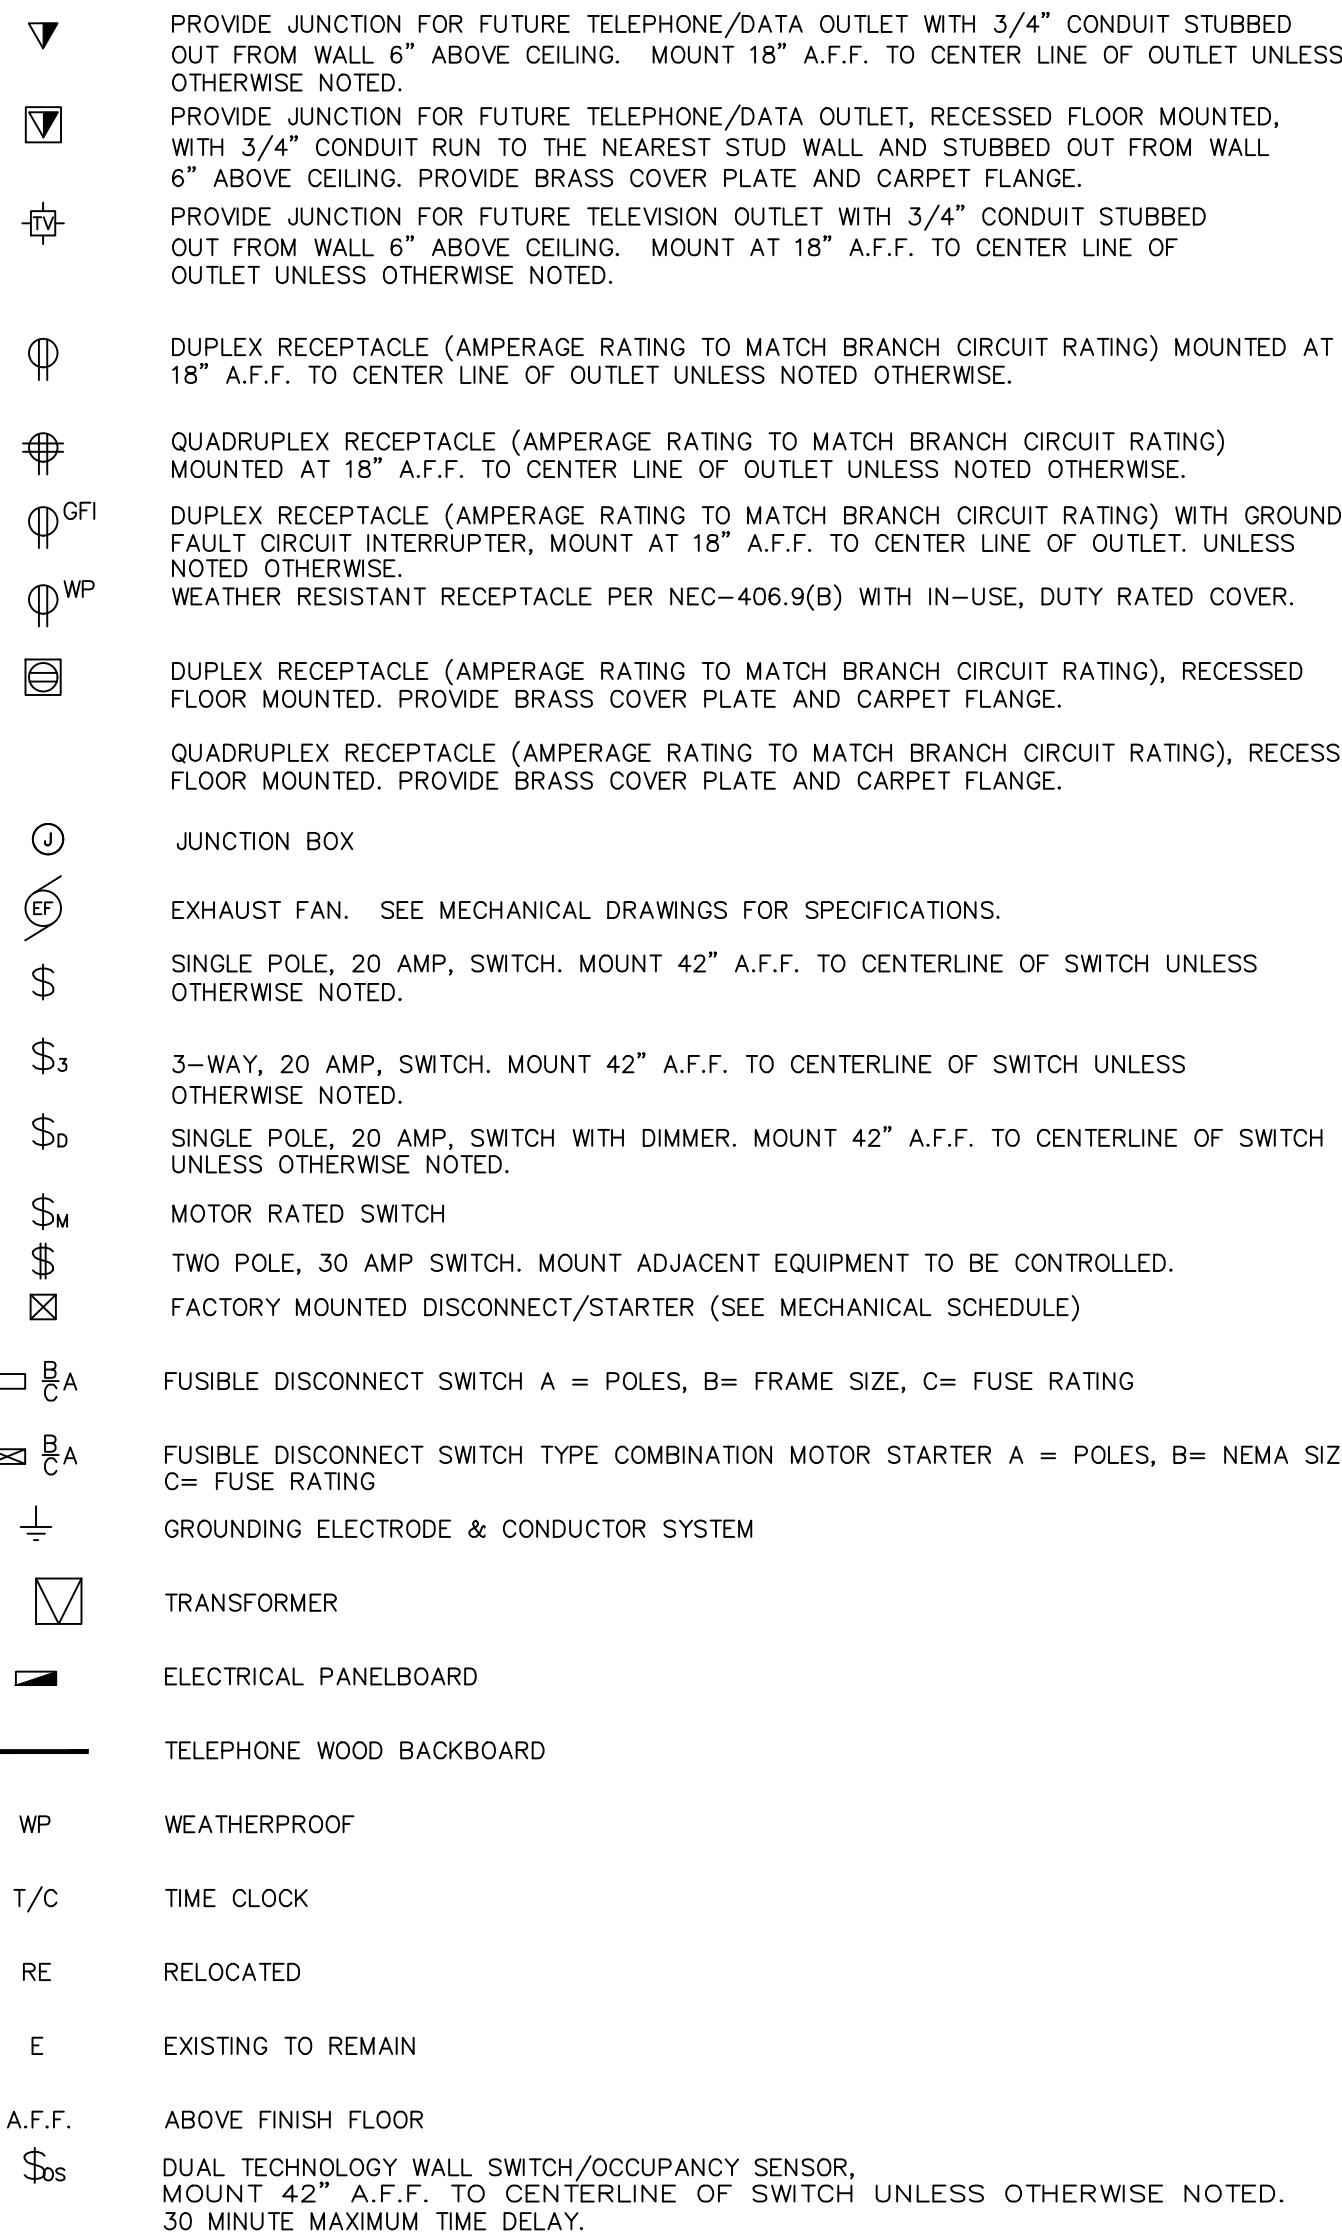 PROVIDE JUNCTION FOR FUTURE TELEPHONE/DATA OUTLET WITH 3/4” CONDUIT STUBBED
OUT FROM WALL 6” ABOVE CEILING. MOUNT 18” A.F.F. TO CENTER LINE OF OUTLET UNLESS
OTHERWISE NOTED.
PROVIDE JUNCTION FOR FUTURE TELEPHONE/DATA OUTLET, RECESSED FLOOR MOUNTED,
WITH 3/4” CONDUIT RUN TO THE NEAREST STUD WALL AND STUBBED OUT FROM WALL
6” ABOVE CEILING. PROVIDE BRASS COVER PLATE AND CARPET FLANGE.
TV PROVIDE JUNCTION FOR FUTURE TELEVISION OUTLET WITH 3/4” CONDUIT STUBBED
OUT FROM WALL 6” ABOVE CEILING. MOUNT AT 18” A.F.F. TO CENTER LINE OF
OUTLET UNLESS OTHERWISE NOTED.
DUPLEX RECEPTACLE (AMPERAGE RATING TO MATCH BRANCH CIRCUIT RATING) MOUNTED AT
18” A.F.F. TO CENTER LINE OF OUTLET UNLESS NOTED OTHERWISE.
QUADRUPLEX RECEPTACLE (AMPERAGE RATING TO MATCH BRANCH CIRCUIT RATING)
MOUNTED AT 18” A.F.F. TO CENTER LINE OF OUTLET UNLESS NOTED OTHERWISE.
GFI DUPLEX RECEPTACLE (AMPERAGE RATING TO MATCH BRANCH CIRCUIT RATING) WITH GROUND
FAULT CIRCUIT INTERRUPTER, MOUNT AT 18” A.F.F. TO CENTER LINE OF OUTLET. UNLESS
NOTED OTHERWISE.
WP WEATHER RESISTANT RECEPTACLE PER NEC-406.9(B) WITH IN-USE, DUTY RATED COVER.
DUPLEX RECEPTACLE (AMPERAGE RATING TO MATCH BRANCH CIRCUIT RATING), RECESSED
FLOOR MOUNTED. PROVIDE BRASS COVER PLATE AND CARPET FLANGE.
QUADRUPLEX RECEPTACLE (AMPERAGE RATING TO MATCH BRANCH CIRCUIT RATING), RECESS
FLOOR MOUNTED. PROVIDE BRASS COVER PLATE AND CARPET FLANGE.
J JUNCTION BOX
EF EXHAUST FAN. SEE MECHANICAL DRAWINGS FOR SPECIFICATIONS.
$ SINGLE POLE, 20 AMP, SWITCH. MOUNT 42” A.F.F. TO CENTERLINE OF SWITCH UNLESS
OTHERWISE NOTED.
$3 3-WAY, 20 AMP, SWITCH. MOUNT 42” A.F.F. TO CENTERLINE OF SWITCH UNLESS
OTHERWISE NOTED.
$D SINGLE POLE, 20 AMP, SWITCH WITH DIMMER. MOUNT 42” A.F.F. TO CENTERLINE OF SWITCH
UNLESS OTHERWISE NOTED.
$M MOTOR RATED SWITCH
$ TWO POLE, 30 AMP SWITCH. MOUNT ADJACENT EQUIPMENT TO BE CONTROLLED.
FACTORY MOUNTED DISCONNECT/STARTER (SEE MECHANICAL SCHEDULE)
B/C A FUSIBLE DISCONNECT SWITCH A = POLES, B= FRAME SIZE, C= FUSE RATING
B/C A FUSIBLE DISCONNECT SWITCH TYPE COMBINATION MOTOR STARTER A = POLES, B= NEMA SIZ
C= FUSE RATING
GROUNDING ELECTRODE & CONDUCTOR SYSTEM
TRANSFORMER
ELECTRICAL PANELBOARD
TELEPHONE WOOD BACKBOARD
WP WEATHERPROOF
T/C TIME CLOCK
RE RELOCATED
E EXISTING TO REMAIN
A.F.F. ABOVE FINISH FLOOR
$OS DUAL TECHNOLOGY WALL SWITCH/OCCUPANCY SENSOR,
MOUNT 42” A.F.F. TO CENTERLINE OF SWITCH UNLESS OTHERWISE NOTED.
30 MINUTE MAXIMUM TIME DELAY.